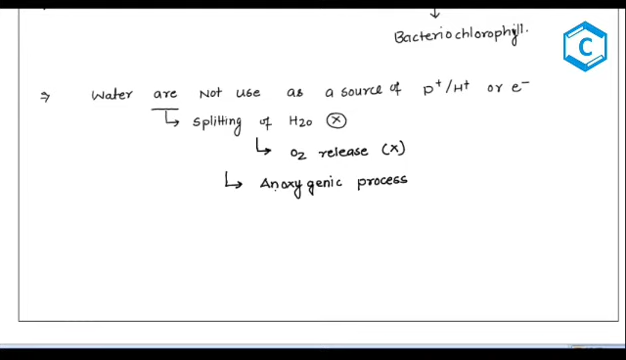 ↓
Bacteriochlorophyll.
C
⇒ Water are Not use as a source of p⁺/H⁺ or e⁻
↳ splitting of H2O ⓧ
↳ O2 release (x)
↳ Anoxygenic process